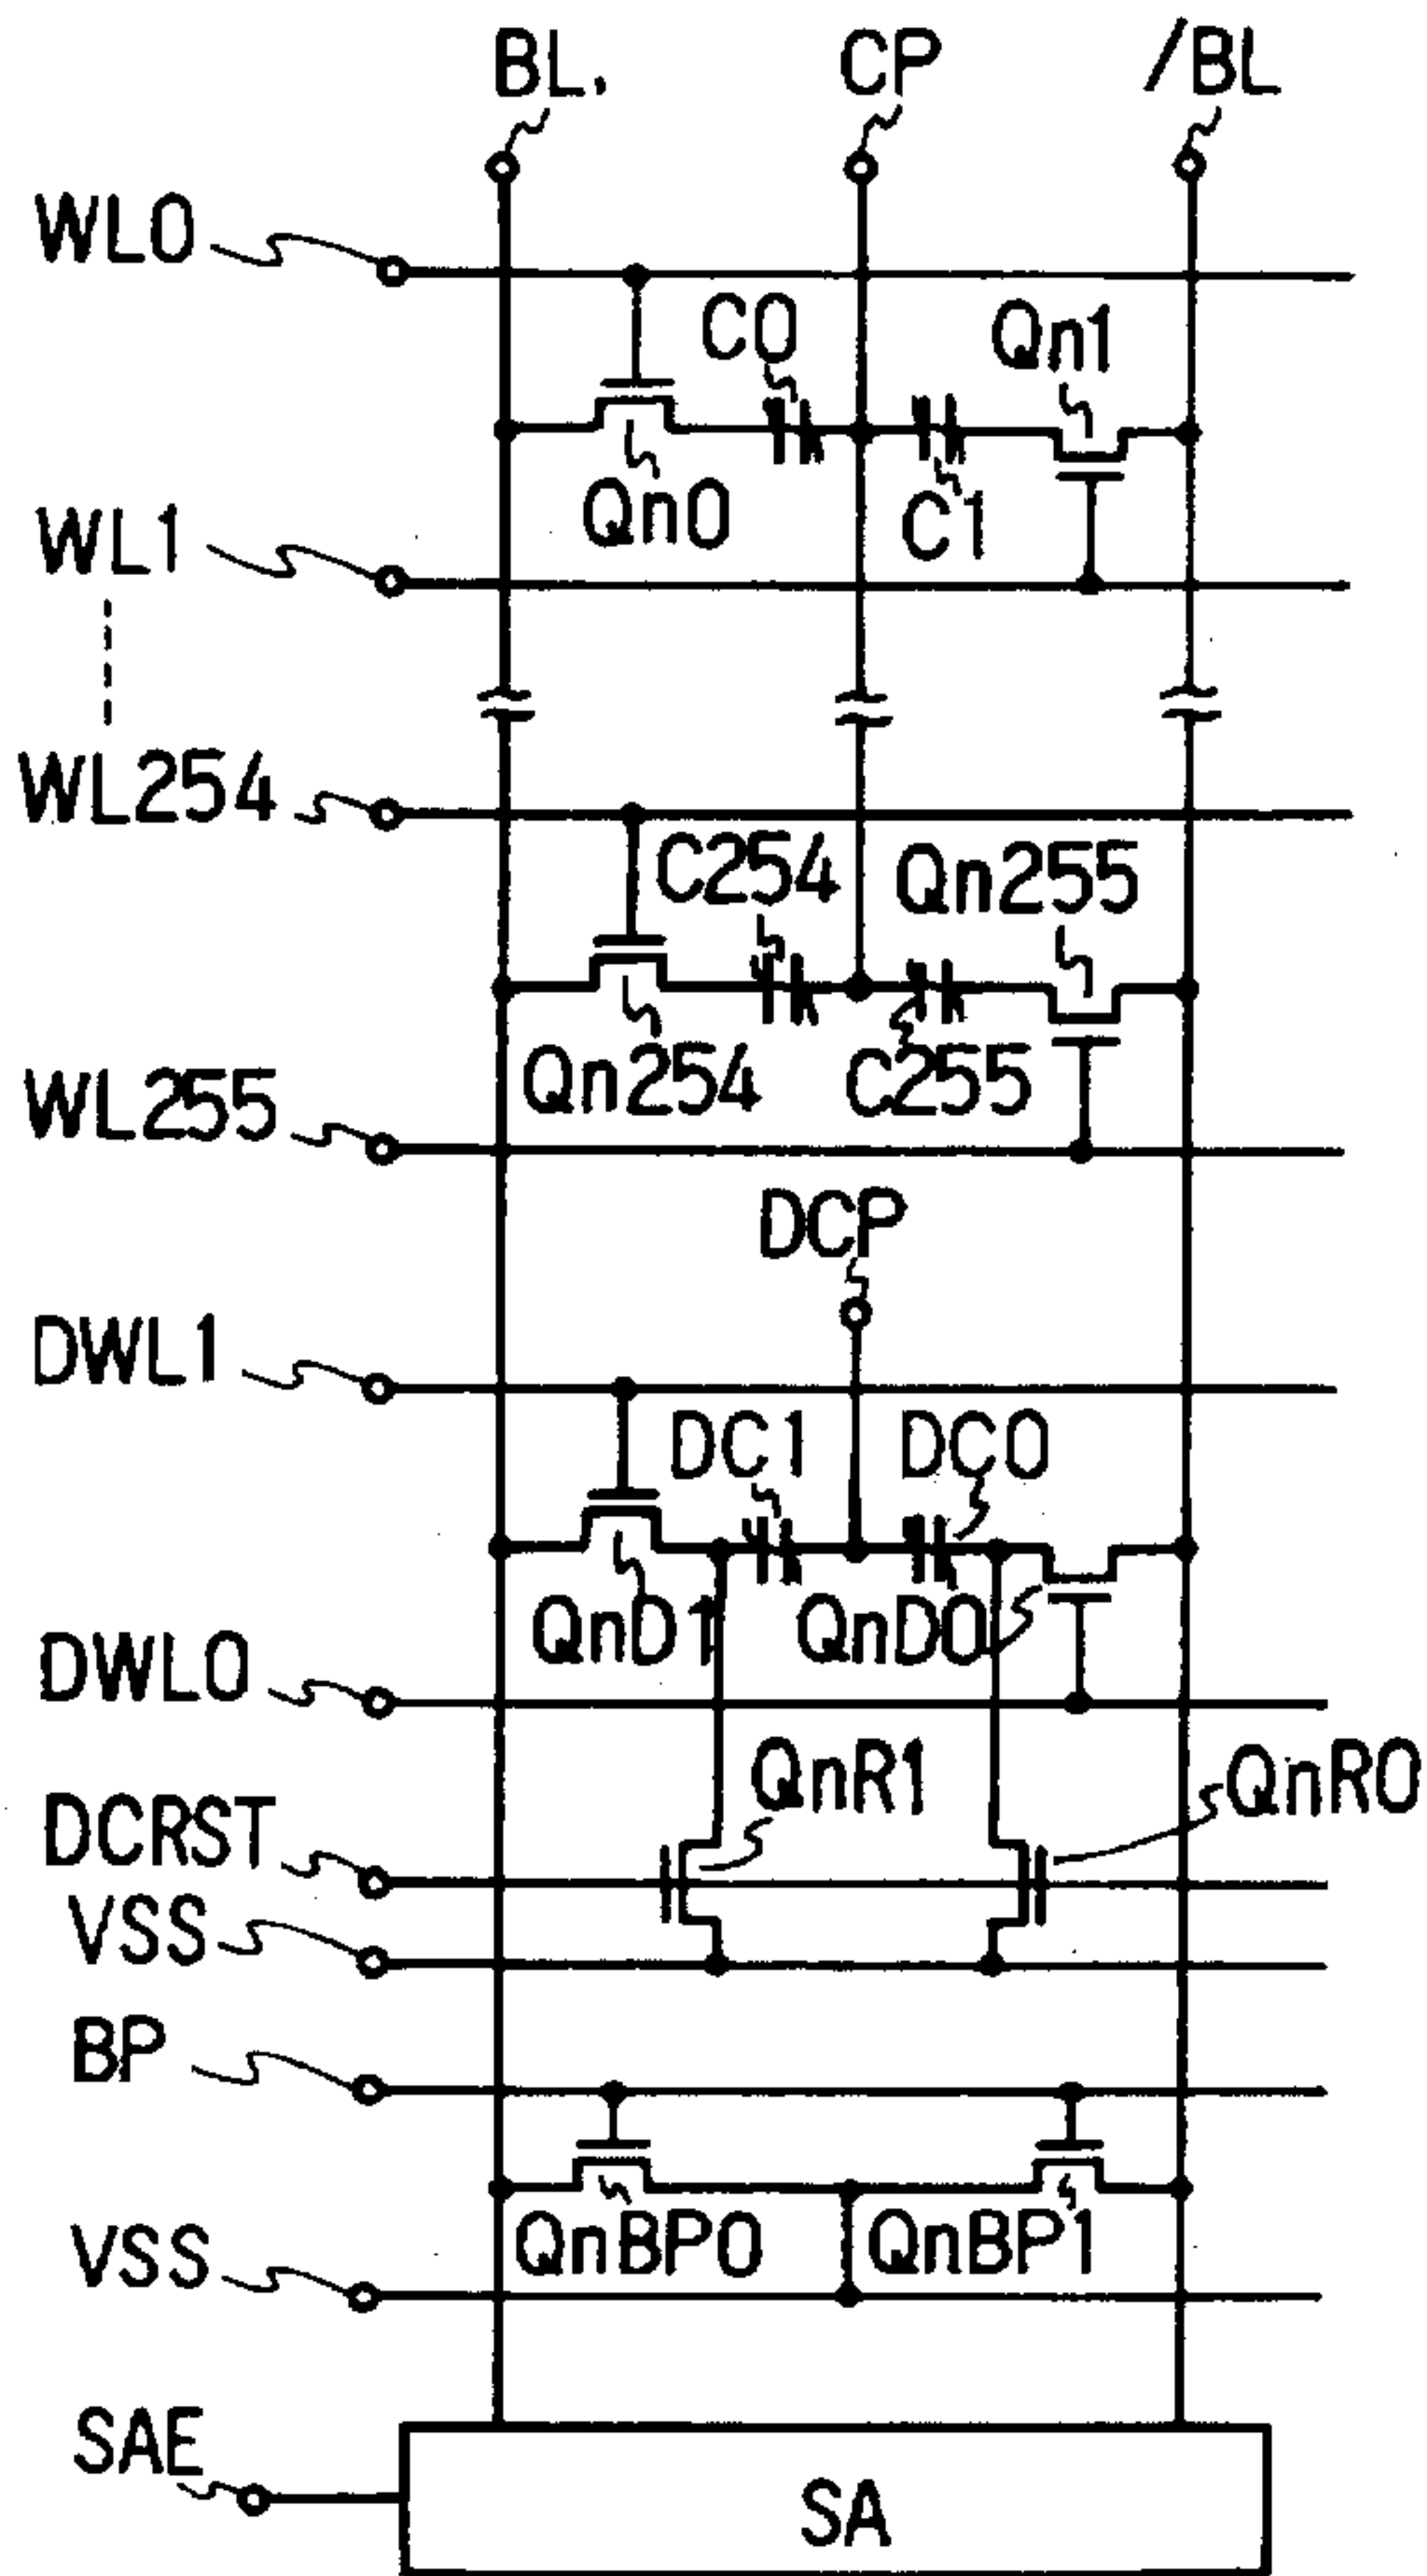 BL.
CP
/BL
WL0
C0
Qn1
Qn0
C1
WL1
WL254
C254
Qn255
Qn254
C255
WL255
DCP
DWL1
DC1
DC0
QnD1
QnD0
DWL0
QnR1
QnR0
DCRST
VSS
BP
QnBP0
QnBP1
VSS
SAE
SA